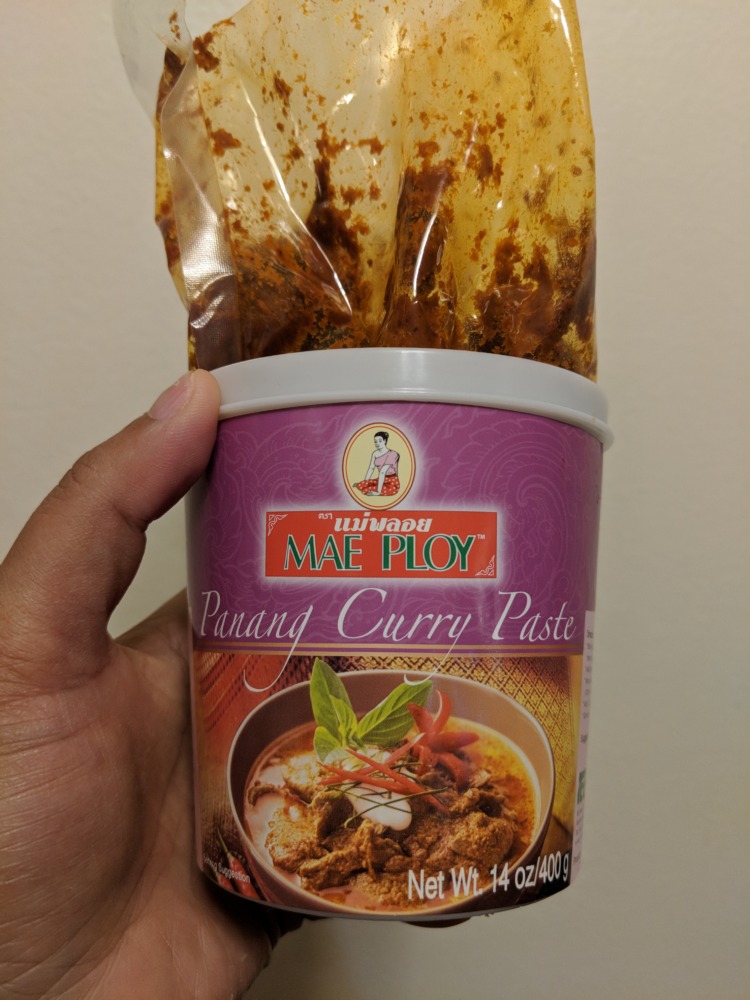 ตรา แม่พลอย
MAE PLOY™
Panang Curry Paste
Net Wt. 14 oz/400 g
Suggestion